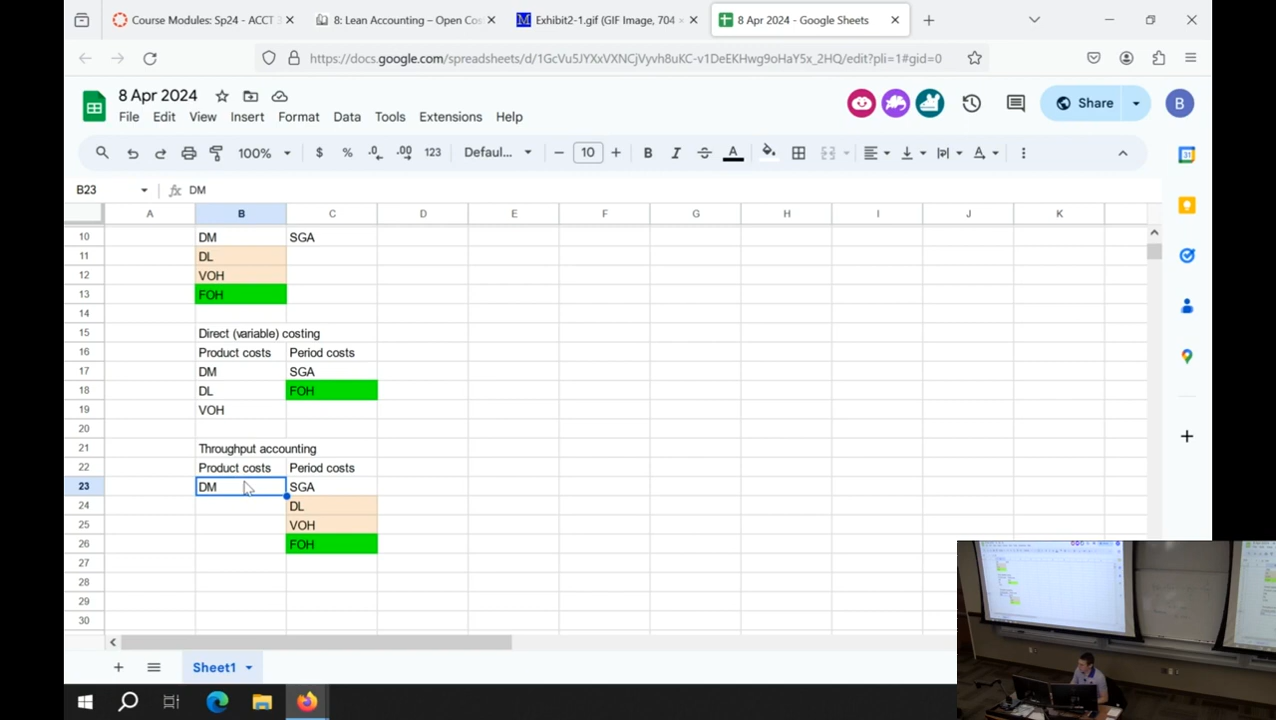 Course Modules: Sp24 - ACCT 3
8: Lean Accounting – Open Cos
Exhibit2-1.gif (GIF Image, 704 ×
8 Apr 2024 - Google Sheets
https://docs.google.com/spreadsheets/d/1GcVu5JYXxVXNCjVyvh8uKC-v1DeEKHwg9oHaY5x_2HQ/edit?pli=1#gid=0
8 Apr 2024
File Edit View Insert Format Data Tools Extensions Help
Share
B
100% $ % .0 .00 123 Defaul... 10 B I A
31
B23 fx DM
A B C D E F G H I J K
10 DM SGA
11 DL
12 VOH
13 FOH
14
15 Direct (variable) costing
16 Product costs Period costs
17 DM SGA
18 DL FOH
19 VOH
20
21 Throughput accounting
22 Product costs Period costs
23 DM SGA
24 DL
25 VOH
26 FOH
27
28
29
30
Sheet1